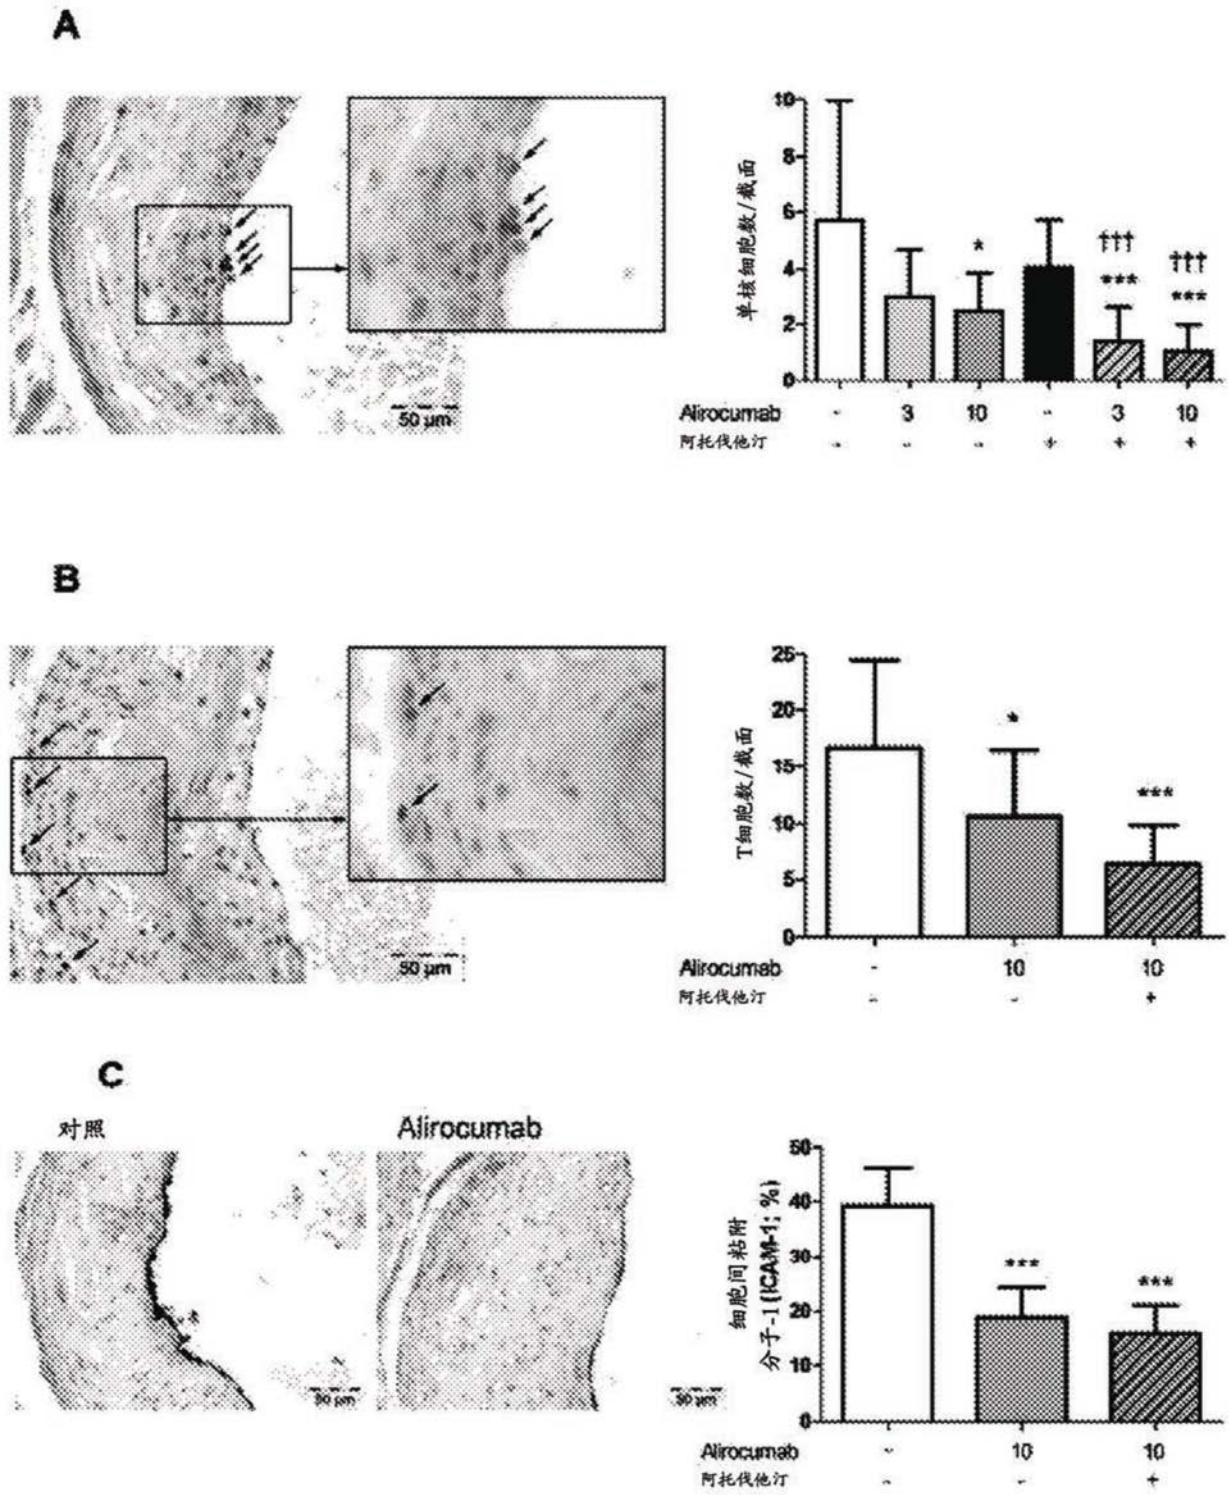 A
50 μm
单核细胞数/截面
10
8
6
4
2
0
* ††† *** ††† ***
Alirocumab - 3 10 - 3 10
阿托伐他汀 - - - + + +
B
50 μm
T细胞数/截面
25
20
15
10
5
0
* ***
Alirocumab - 10 10
阿托伐他汀 - - +
C
对照 Alirocumab
50 μm 50 μm
细胞间粘附
分子-1 (ICAM-1; %)
50
40
30
20
10
0
*** ***
Alirocumab - 10 10
阿托伐他汀 - - +